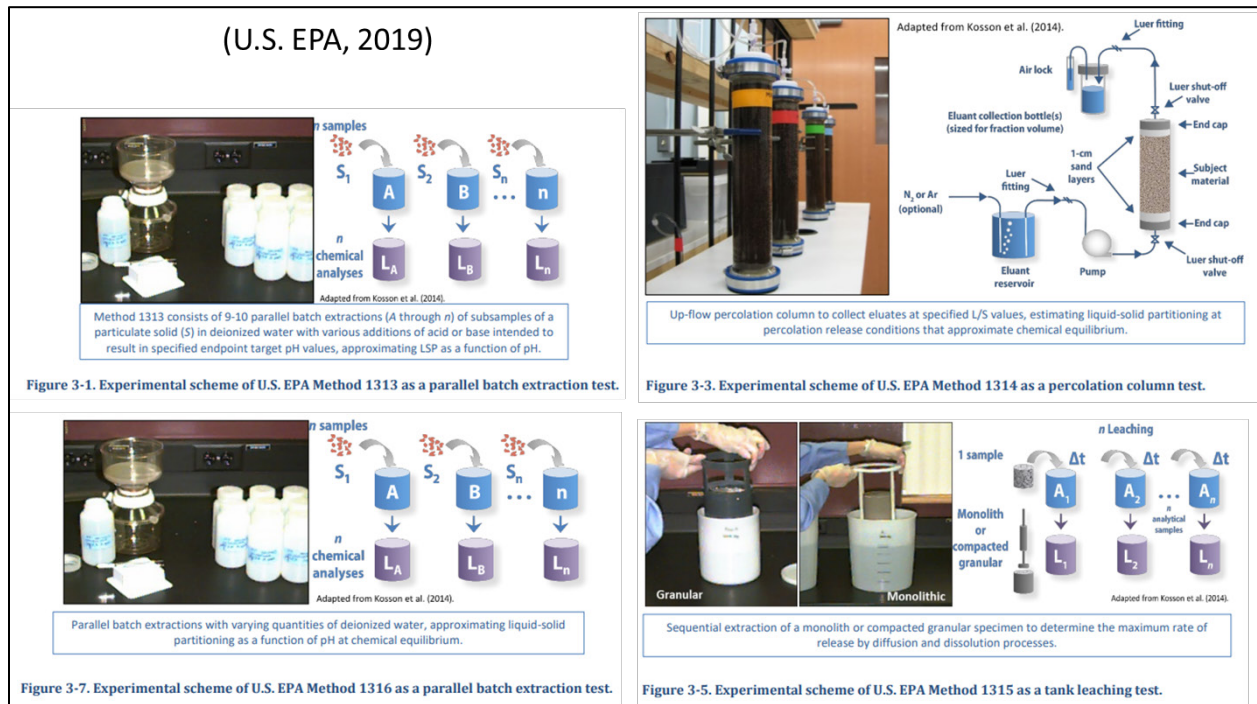 (U.S. EPA, 2019)
n samples
S1
S2
Sn
A
B
...
n
n
chemical
analyses
LA
LB
Ln
Adapted from Kosson et al. (2014).
Method 1313 consists of 9-10 parallel batch extractions (A through n) of subsamples of a
particulate solid (S) in deionized water with various additions of acid or base intended to
result in specified endpoint target pH values, approximating LSP as a function of pH.
Figure 3-1. Experimental scheme of U.S. EPA Method 1313 as a parallel batch extraction test.
Adapted from Kosson et al. (2014).
Luer fitting
Air lock
Luer shut-off
valve
Eluant collection bottle(s)
(sized for fraction volume)
End cap
1-cm
sand
layers
Subject
material
Luer
fitting
N2 or Ar
(optional)
End cap
Luer shut-off
valve
Eluant
reservoir
Pump
Up-flow percolation column to collect eluates at specified L/S values, estimating liquid-solid partitioning at
percolation release conditions that approximate chemical equilibrium.
Figure 3-3. Experimental scheme of U.S. EPA Method 1314 as a percolation column test.
n samples
S1
S2
Sn
A
B
...
n
n
chemical
analyses
LA
LB
Ln
Adapted from Kosson et al. (2014).
Parallel batch extractions with varying quantities of deionized water, approximating liquid-solid
partitioning as a function of pH at chemical equilibrium.
Figure 3-7. Experimental scheme of U.S. EPA Method 1316 as a parallel batch extraction test.
Granular
Monolithic
n Leaching
1 sample
Δt
Δt
Δt
A1
A2
...
An
n
analytical
samples
Monolith
or
compacted
granular
L1
L2
Ln
Adapted from Kosson et al. (2014).
Sequential extraction of a monolith or compacted granular specimen to determine the maximum rate of
release by diffusion and dissolution processes.
Figure 3-5. Experimental scheme of U.S. EPA Method 1315 as a tank leaching test.